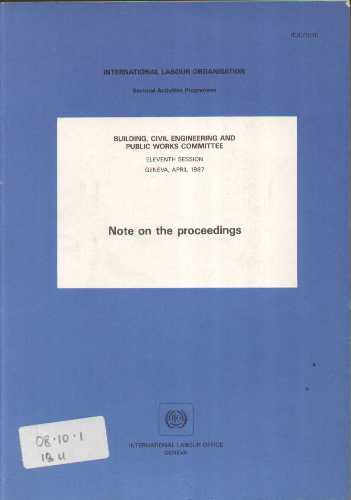 INTERNATIONAL LABOUR ORGANISATION
Sectoral Activities Programme
BUILDING, CIVIL ENGINEERING AND
PUBLIC WORKS COMMITTEE
ELEVENTH SESSION
GENEVA, APRIL 1987
Note on the proceedings
08.10.1
INTERNATIONAL LABOUR OFFICE
GENEVA